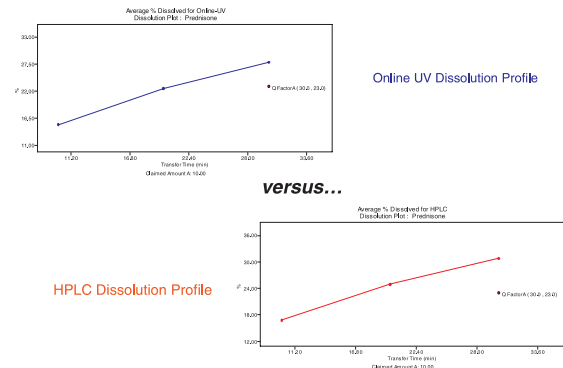 Average % Dissolved for Online-UV
Dissolution Plot : Prednisone
33.00
27.50
22.00
16.50
11.00
%
Q Factor A ( 30.0 , 23.0)
11.20 16.80 22.40 28.00 33.60
Transfer Time (min)
Claimed Amount A: 10.00
Online UV Dissolution Profile
versus...
Average % Dissolved for HPLC
Dissolution Plot : Prednisone
36.00
30.00
24.00
18.00
12.00
%
Q Factor A ( 30.0 , 23.0)
11.20 16.80 22.40 28.00 33.60
Transfer Time (min)
Claimed Amount A: 10.00
HPLC Dissolution Profile